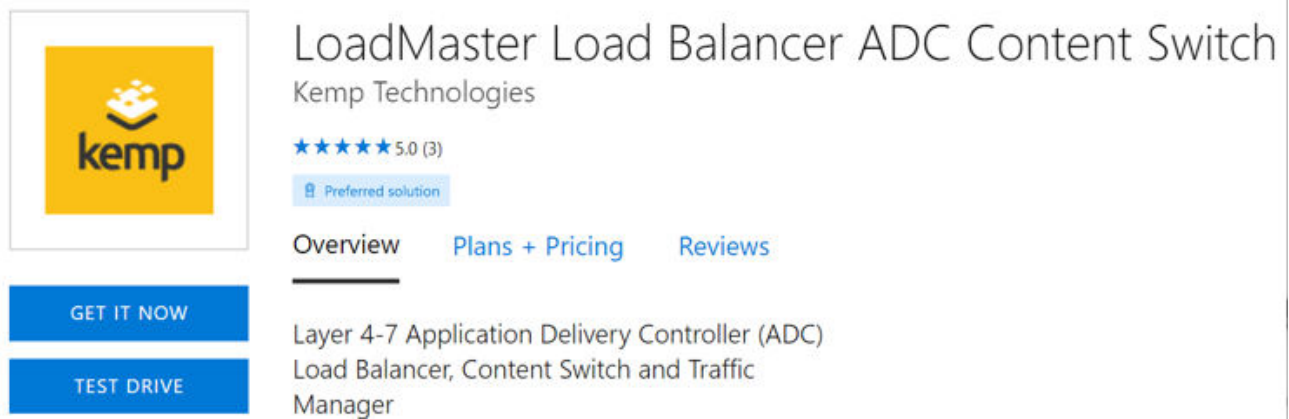 kemp
GET IT NOW
TEST DRIVE
LoadMaster Load Balancer ADC Content Switch
Kemp Technologies
5.0 (3)
Preferred solution
Overview Plans + Pricing Reviews
Layer 4-7 Application Delivery Controller (ADC)
Load Balancer, Content Switch and Traffic
Manager